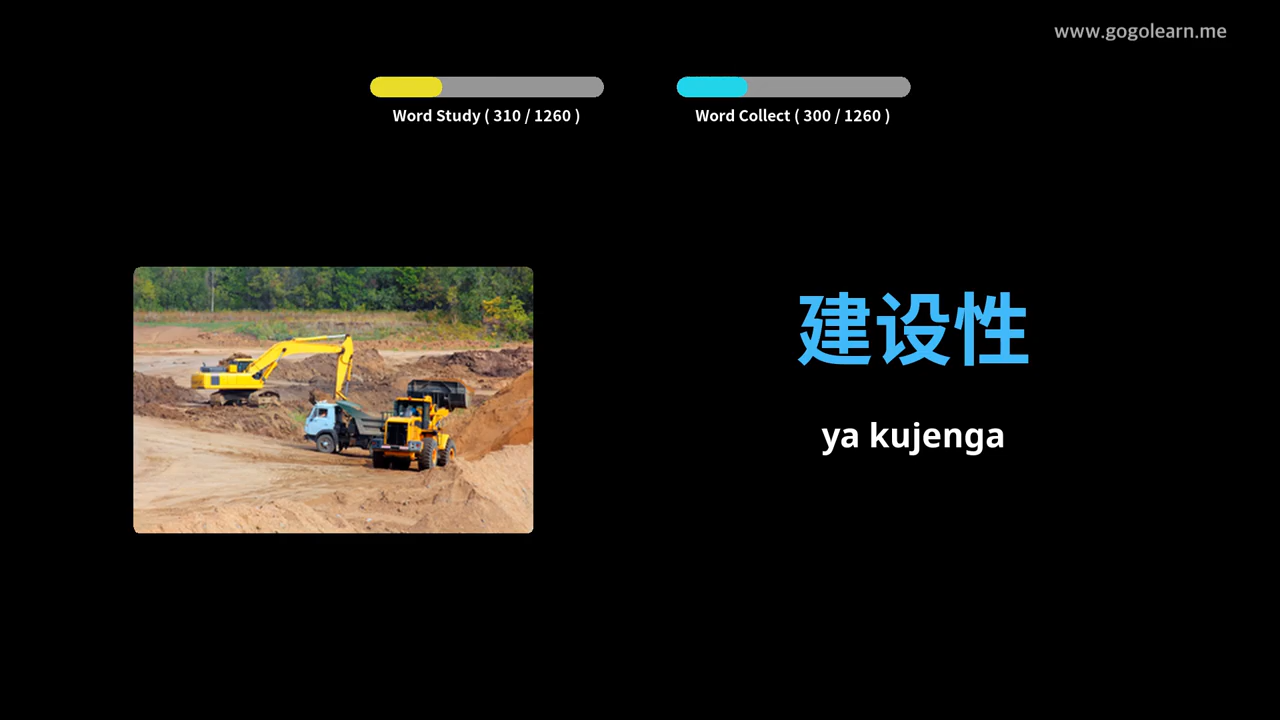 www.gogolearn.me
Word Study ( 310 / 1260 )
Word Collect ( 300 / 1260 )
建设性
ya kujenga